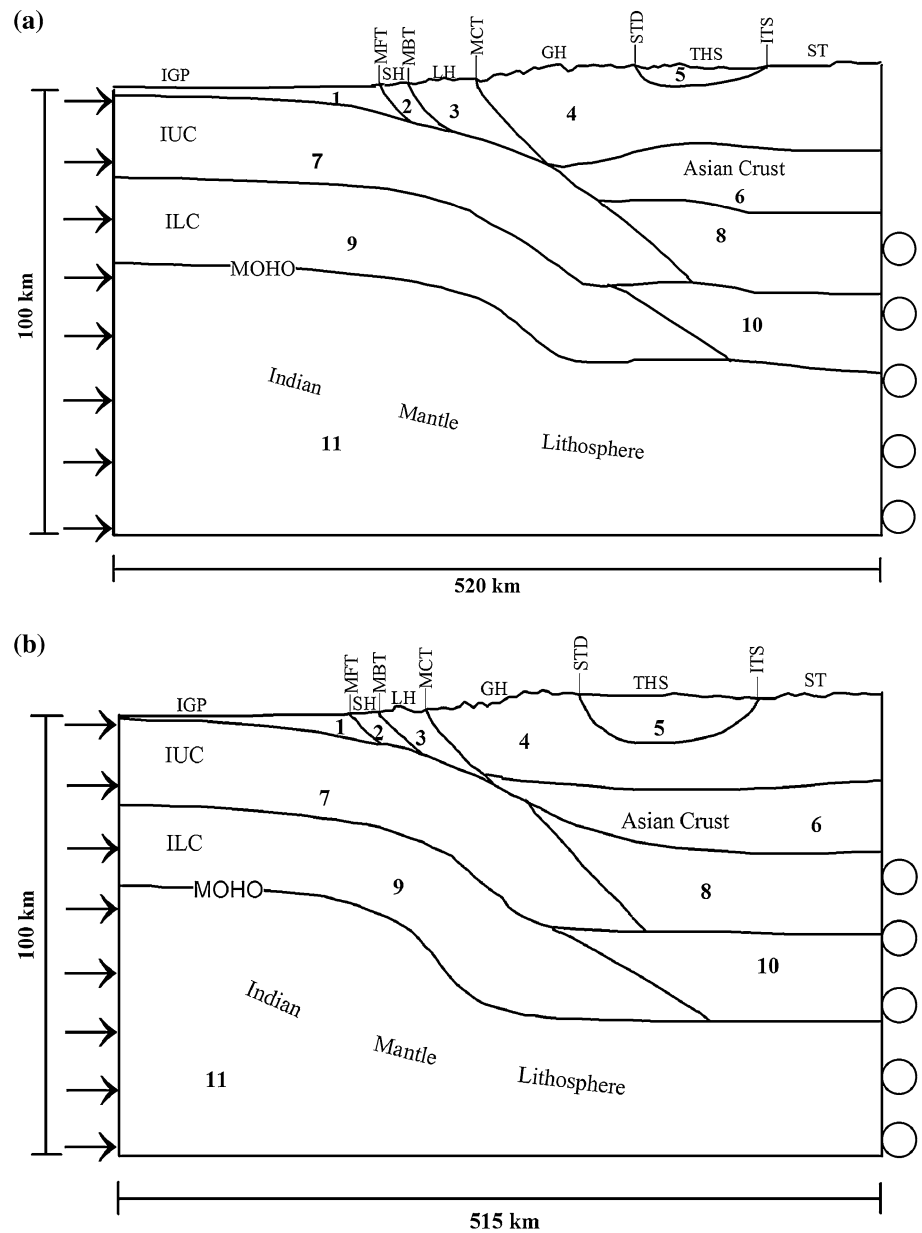 (a)
MFT MBT MCT STD ITS
IGP SH LH GH THS ST
1 2 3 4 5
IUC
7
Asian Crust
6
ILC
9
8
MOHO
100 km
10
Indian
Mantle
Lithosphere
11
520 km
(b)
MFT MBT MCT STD ITS
IGP SH LH GH THS ST
1 2 3 4 5
IUC
7
Asian Crust 6
ILC
9
8
MOHO
100 km
10
Indian
Mantle
Lithosphere
11
515 km